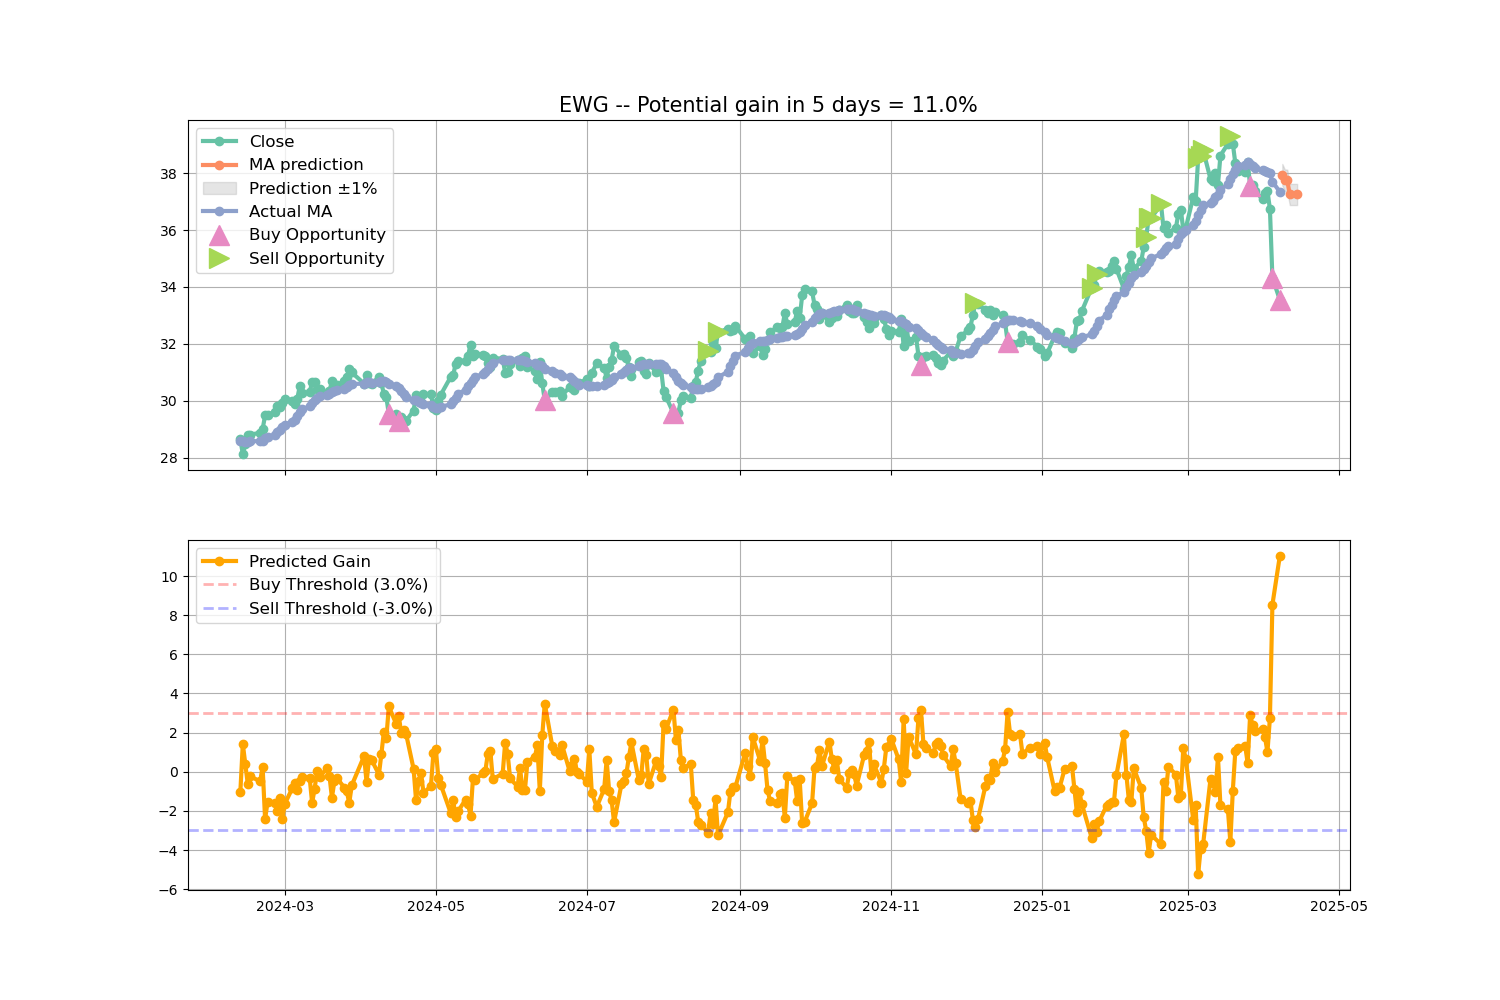 EWG -- Potential gain in 5 days = 11.0%
Close
MA prediction
Prediction ±1%
Actual MA
Buy Opportunity
Sell Opportunity
38
36
34
32
30
28
Predicted Gain
Buy Threshold (3.0%)
Sell Threshold (-3.0%)
10
8
6
4
2
0
−2
−4
−6
2024-03
2024-05
2024-07
2024-09
2024-11
2025-01
2025-03
2025-05